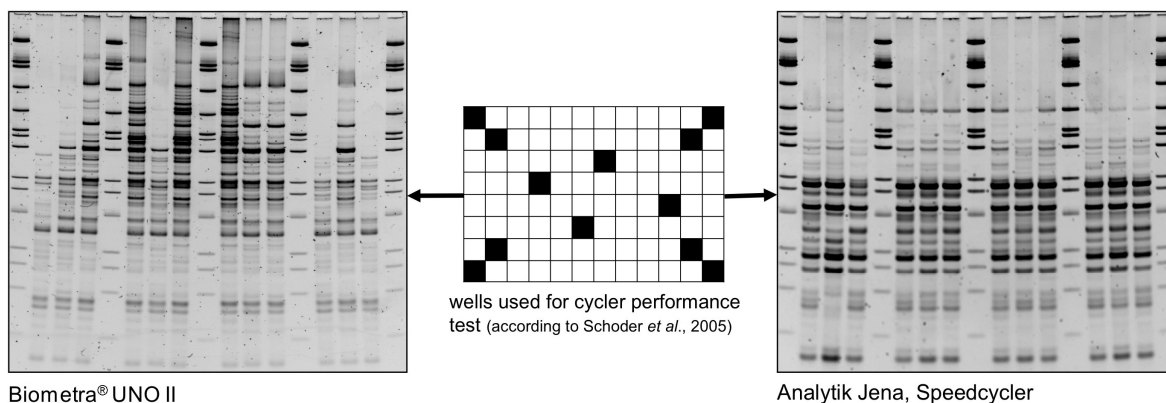 wells used for cycler performance
test (according to Schoder et al., 2005)
Biometra® UNO II
Analytik Jena, Speedcycler